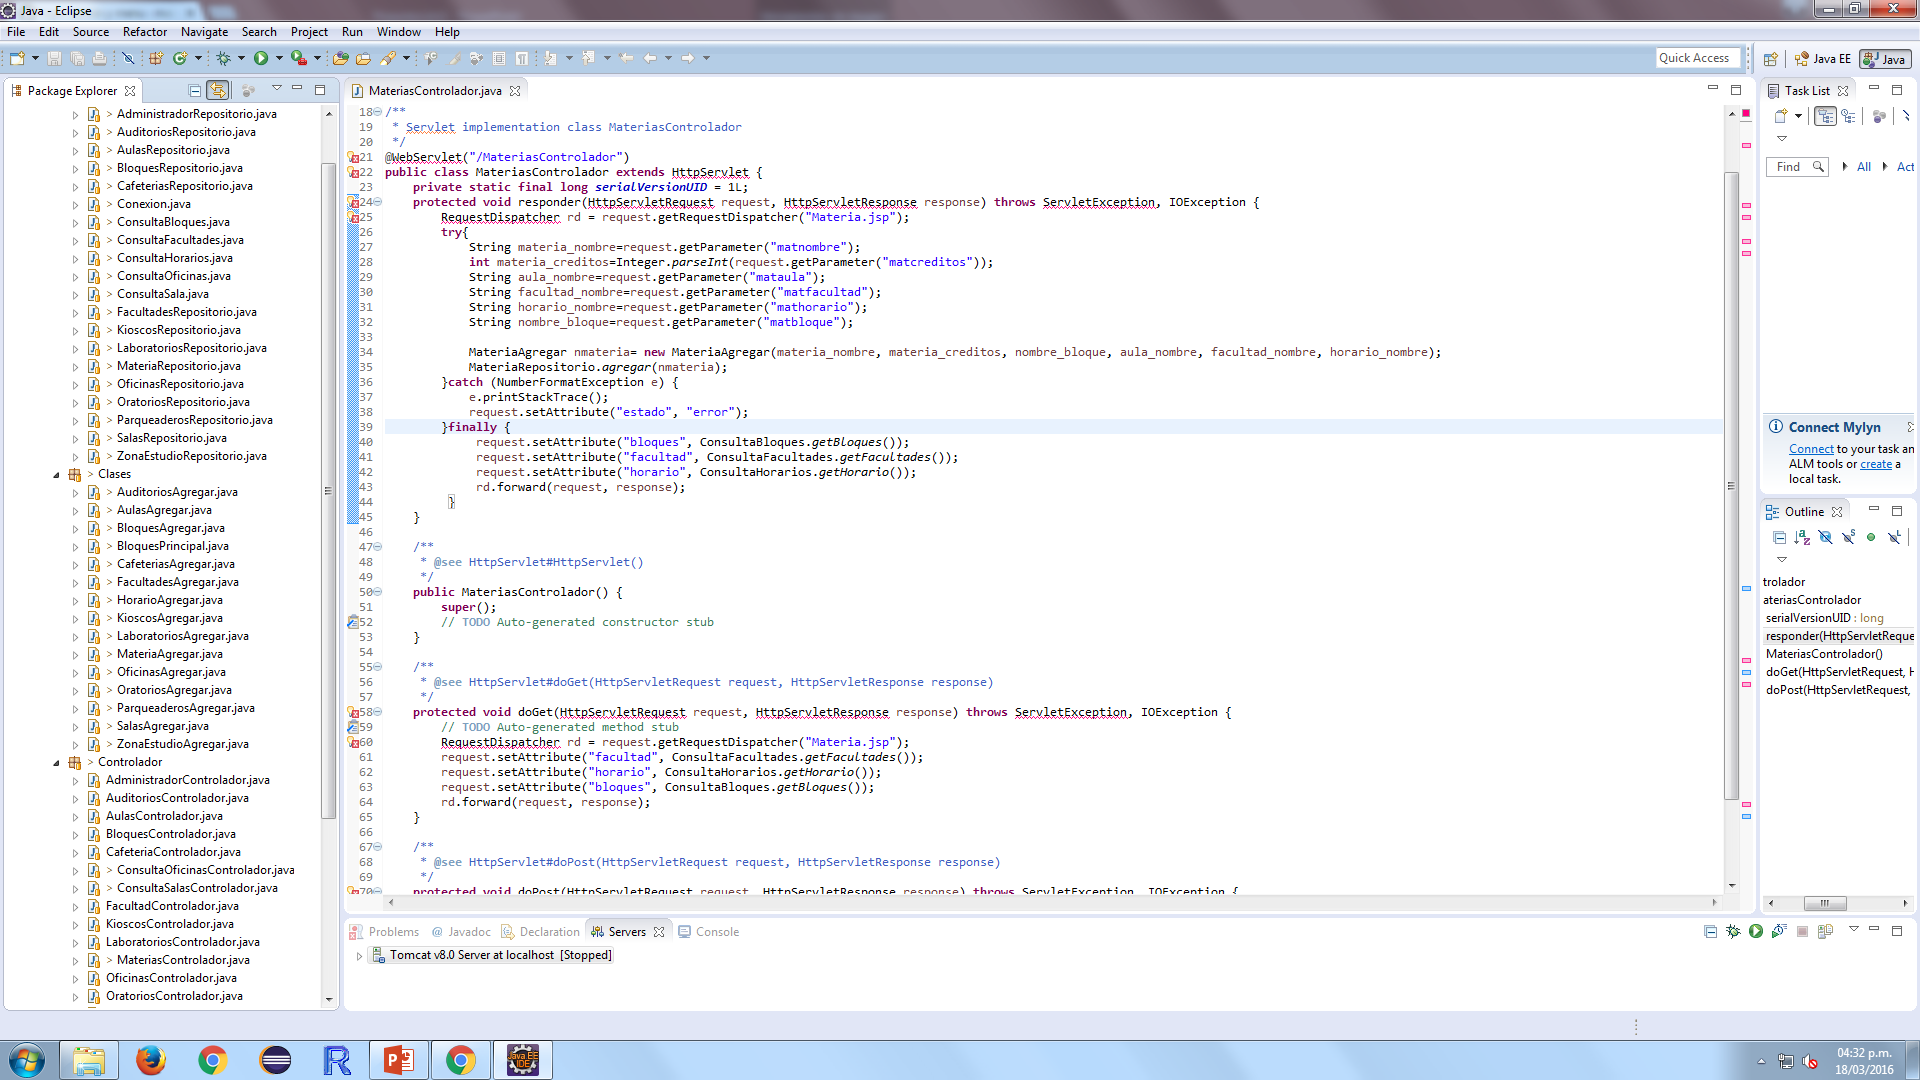 Java - Eclipse
File Edit Source Refactor Navigate Search Project Run Window Help
Quick Access Java EE Java
Package Explorer
> AdministradorRepositorio.java
> AuditoriosRepositorio.java
> AulasRepositorio.java
> BloquesRepositorio.java
> CafeteriasRepositorio.java
> Conexion.java
> ConsultaBloques.java
> ConsultaFacultades.java
> ConsultaHorarios.java
> ConsultaOficinas.java
> ConsultaSala.java
> FacultadesRepositorio.java
> KioscosRepositorio.java
> LaboratoriosRepositorio.java
> MateriaRepositorio.java
> OficinasRepositorio.java
> OratoriosRepositorio.java
> ParqueaderosRepositorio.java
> SalasRepositorio.java
> ZonaEstudioRepositorio.java
> Clases
> AuditoriosAgregar.java
> AulasAgregar.java
> BloquesAgregar.java
> BloquesPrincipal.java
> CafeteriasAgregar.java
> FacultadesAgregar.java
> HorarioAgregar.java
> KioscosAgregar.java
> LaboratoriosAgregar.java
> MateriaAgregar.java
> OficinasAgregar.java
> OratoriosAgregar.java
> ParqueaderosAgregar.java
> SalasAgregar.java
> ZonaEstudioAgregar.java
> Controlador
AdministradorControlador.java
AuditoriosControlador.java
AulasControlador.java
BloquesControlador.java
CafeteriaControlador.java
> ConsultaOficinasControlador.java
> ConsultaSalasControlador.java
FacultadControlador.java
KioscosControlador.java
LaboratoriosControlador.java
> MateriasControlador.java
OficinasControlador.java
OratoriosControlador.java
MateriasControlador.java
18 /**
19 * Servlet implementation class MateriasControlador
20 */
21 @WebServlet("/MateriasControlador")
22 public class MateriasControlador extends HttpServlet {
23 private static final long serialVersionUID = 1L;
24 protected void responder(HttpServletRequest request, HttpServletResponse response) throws ServletException, IOException {
25 RequestDispatcher rd = request.getRequestDispatcher("Materia.jsp");
26 try{
27 String materia_nombre=request.getParameter("matnombre");
28 int materia_creditos=Integer.parseInt(request.getParameter("matcreditos"));
29 String aula_nombre=request.getParameter("mataula");
30 String facultad_nombre=request.getParameter("matfacultad");
31 String horario_nombre=request.getParameter("mathorario");
32 String nombre_bloque=request.getParameter("matbloque");
33
34 MateriaAgregar nmateria= new MateriaAgregar(materia_nombre, materia_creditos, nombre_bloque, aula_nombre, facultad_nombre, horario_nombre);
35 MateriaRepositorio.agregar(nmateria);
36 }catch (NumberFormatException e) {
37 e.printStackTrace();
38 request.setAttribute("estado", "error");
39 }finally {
40 request.setAttribute("bloques", ConsultaBloques.getBloques());
41 request.setAttribute("facultad", ConsultaFacultades.getFacultades());
42 request.setAttribute("horario", ConsultaHorarios.getHorario());
43 rd.forward(request, response);
44 }
45 }
46
47 /**
48 * @see HttpServlet#HttpServlet()
49 */
50 public MateriasControlador() {
51 super();
52 // TODO Auto-generated constructor stub
53 }
54
55 /**
56 * @see HttpServlet#doGet(HttpServletRequest request, HttpServletResponse response)
57 */
58 protected void doGet(HttpServletRequest request, HttpServletResponse response) throws ServletException, IOException {
59 // TODO Auto-generated method stub
60 RequestDispatcher rd = request.getRequestDispatcher("Materia.jsp");
61 request.setAttribute("facultad", ConsultaFacultades.getFacultades());
62 request.setAttribute("horario", ConsultaHorarios.getHorario());
63 request.setAttribute("bloques", ConsultaBloques.getBloques());
64 rd.forward(request, response);
65 }
66
67 /**
68 * @see HttpServlet#doPost(HttpServletRequest request, HttpServletResponse response)
69 */
70 protected void doPost(HttpServletRequest request, HttpServletResponse response) throws ServletException, IOException {
Task List
Find All Act
Connect Mylyn
Connect to your task an
ALM tools or create a
local task.
Outline
trolador
ateriasControlador
serialVersionUID : long
responder(HttpServletReque
MateriasControlador()
doGet(HttpServletRequest, H
doPost(HttpServletRequest,
Problems @ Javadoc Declaration Servers Console
Tomcat v8.0 Server at localhost [Stopped]
Java EE
IDE
04:32 p.m.
18/03/2016